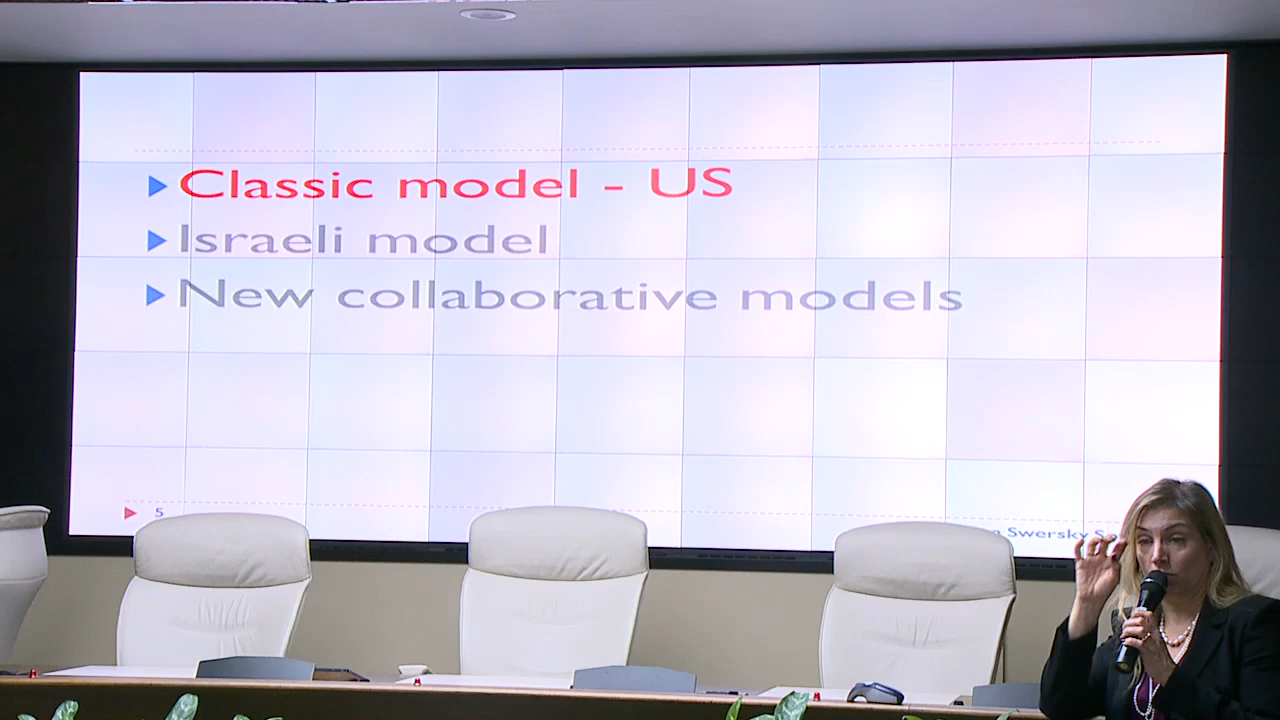 Classic model - US
Israeli model
New collaborative models
5
Swersky